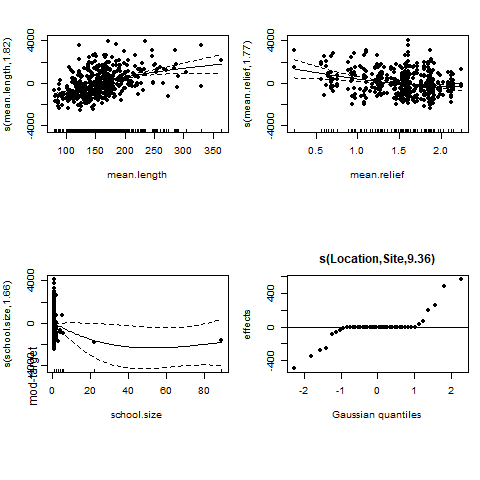 s(mean.length,1.82)
4000
0
-4000
100 150 200 250 300 350
mean.length
s(mean.relief,1.77)
4000
0
-4000
0.5 1.0 1.5 2.0
mean.relief
s(school.size,1.66)
mod-target
4000
0
-4000
0 20 40 60 80
school.size
s(Location,Site,9.36)
effects
400
0
-400
-2 -1 0 1 2
Gaussian quantiles